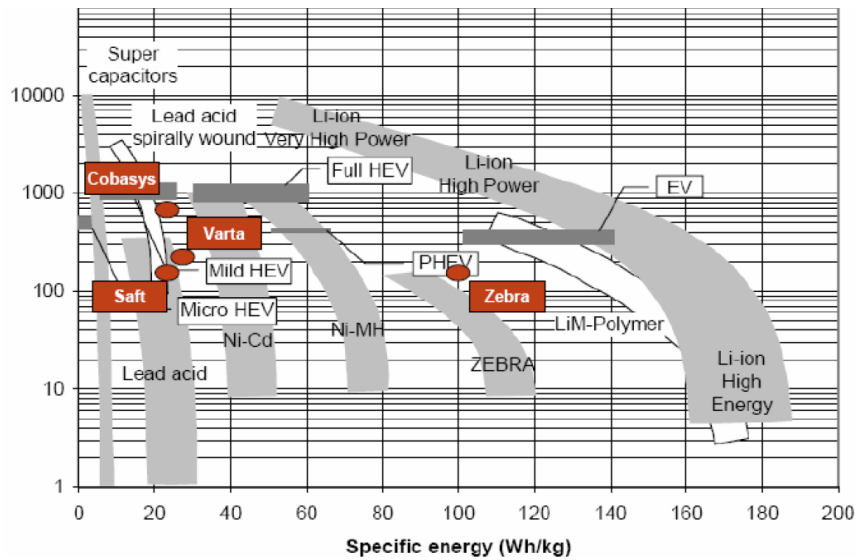 Super
capacitors
10000
Lead acid
spirally wound
Li-ion
Very High Power
Li-ion
High Power
Full HEV
EV
Cobasys
1000
Varta
PHEV
Mild HEV
Saft
100
Zebra
Micro HEV
Ni-Cd
Ni-MH
LiM-Polymer
Lead acid
ZEBRA
Li-ion
High
Energy
10
1
0
20
40
60
80
100
120
140
160
180
200
Specific energy (Wh/kg)